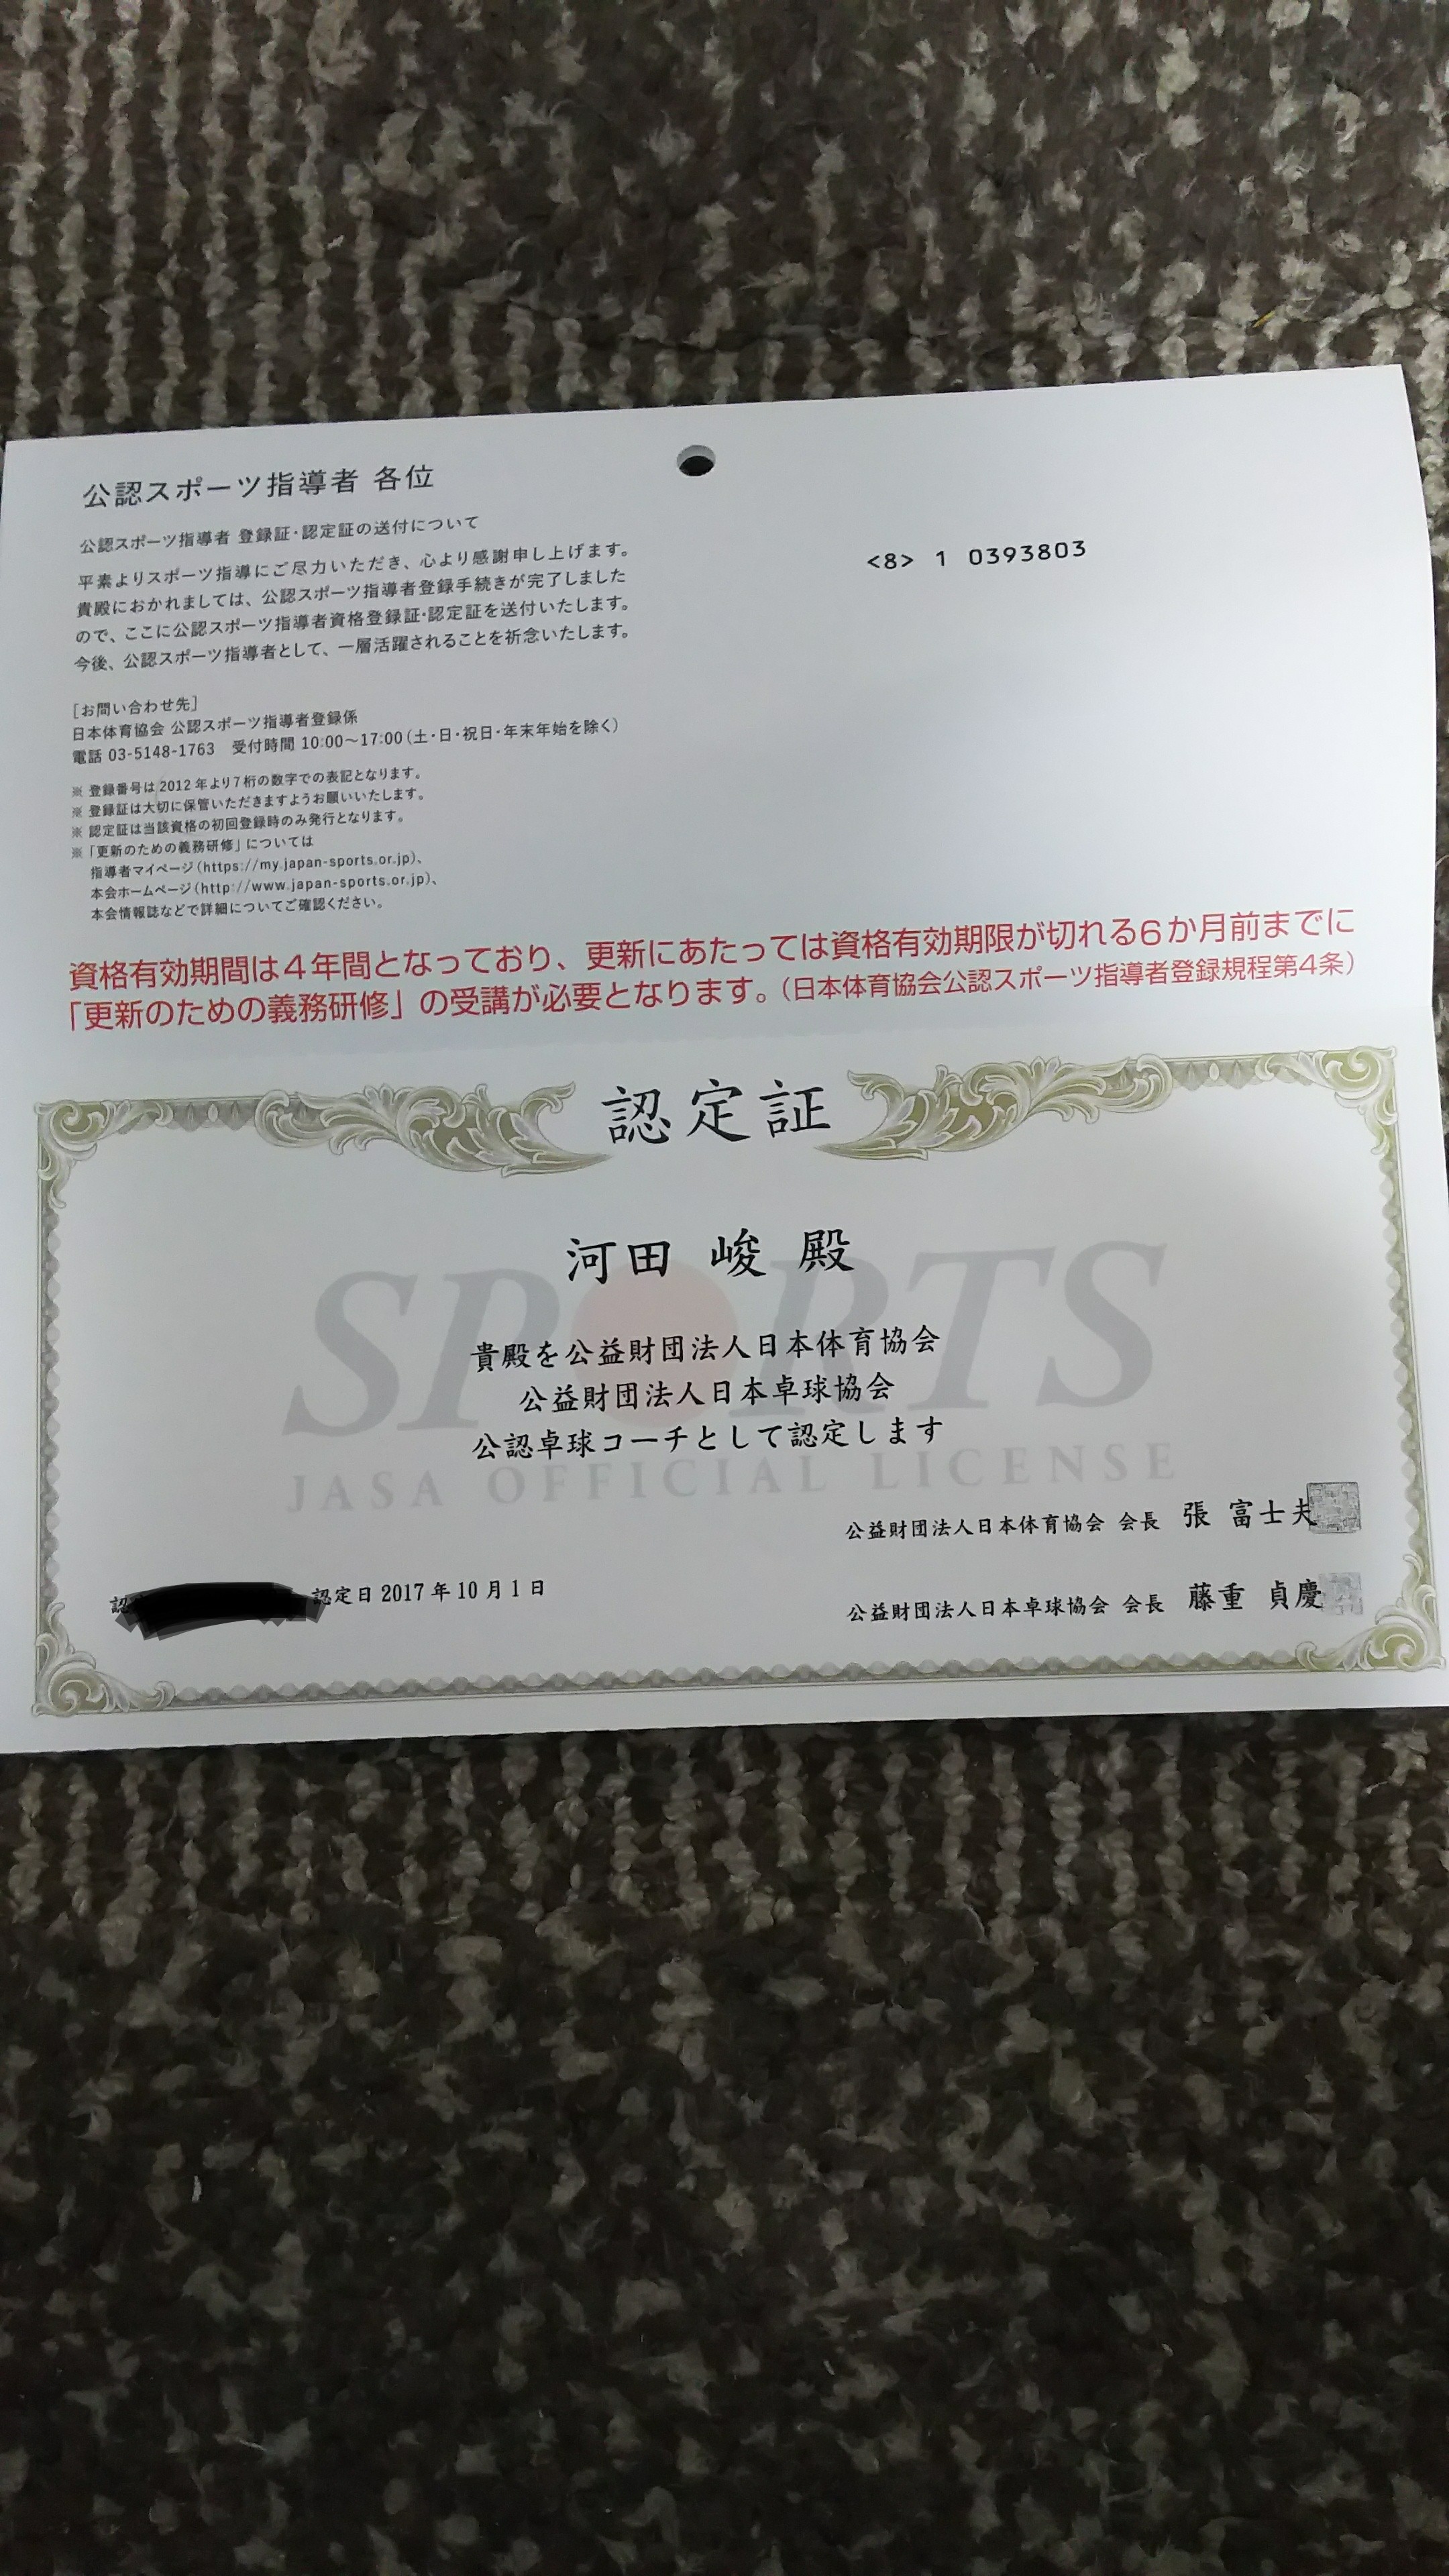 公認スポーツ指導者 各位
公認スポーツ指導者 登録証・認定証の送付について
平素よりスポーツ指導にご尽力いただき、心より感謝申し上げます。
貴殿におかれましては、公認スポーツ指導者登録手続きが完了しました
ので、ここに公認スポーツ指導者資格登録証・認定証を送付いたします。
今後、公認スポーツ指導者として、一層活躍されることを祈念いたします。
[お問い合わせ先]
日本体育協会 公認スポーツ指導者登録係
電話 03-5148-1763 受付時間 10:00～17:00（土・日・祝日・年末年始を除く）
※ 登録番号は2012年より7桁の数字での表記となります。
※ 登録証は大切に保管いただきますようお願いいたします。
※ 認定証は当該資格の初回登録時のみ発行となります。
※「更新のための義務研修」については
指導者マイページ（https://my.japan-sports.or.jp）、
本会ホームページ（http://www.japan-sports.or.jp）、
本会情報誌などで詳細についてご確認ください。
<8> 1 0393803
資格有効期間は４年間となっており、更新にあたっては資格有効期限が切れる６か月前までに
「更新のための義務研修」の受講が必要となります。（日本体育協会公認スポーツ指導者登録規程第４条）
認定証
河田 峻 殿
SPORTS
JASA OFFICIAL LICENSE
貴殿を公益財団法人日本体育協会
公益財団法人日本卓球協会
公認卓球コーチとして認定します
公益財団法人日本体育協会 会長 張 富士夫
認定日 2017年10月1日
公益財団法人日本卓球協会 会長 藤重 貞慶